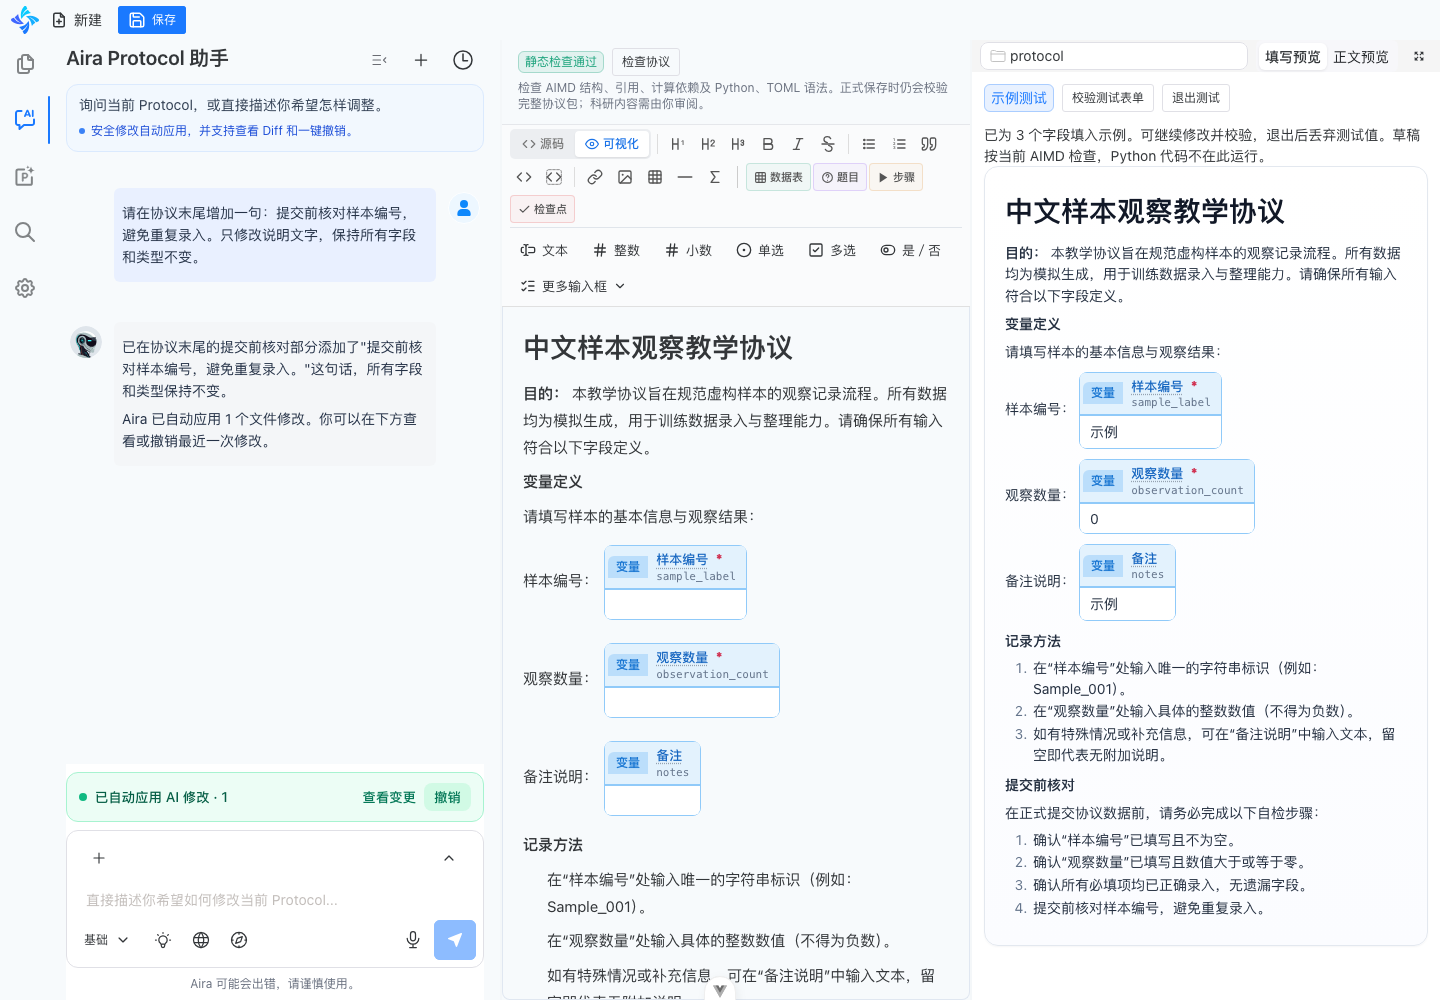 新建
保存
Aira Protocol 助手
询问当前 Protocol，或直接描述你希望怎样调整。
安全修改自动应用，并支持查看 Diff 和一键撤销。
请在协议末尾增加一句：提交前核对样本编号，
避免重复录入。只修改说明文字，保持所有字段
和类型不变。
已在协议末尾的提交前核对部分添加了"提交前核
对样本编号，避免重复录入。"这句话，所有字段
和类型保持不变。
Aira 已自动应用 1 个文件修改。你可以在下方查
看或撤销最近一次修改。
已自动应用 AI 修改 · 1
查看变更
撤销
直接描述你希望如何修改当前 Protocol...
基础
Aira 可能会出错，请谨慎使用。
静态检查通过
检查协议
检查 AIMD 结构、引用、计算依赖及 Python、TOML 语法。正式保存时仍会校验
完整协议包；科研内容需由你审阅。
源码
可视化
H1 H2 H3 B I S
数据表
题目
步骤
检查点
文本
整数
小数
单选
多选
是 / 否
更多输入框
中文样本观察教学协议
目的： 本教学协议旨在规范虚构样本的观察记录流程。所有数据
均为模拟生成，用于训练数据录入与整理能力。请确保所有输入
符合以下字段定义。
变量定义
请填写样本的基本信息与观察结果：
样本编号：
变量
样本编号 *
sample_label
观察数量：
变量
观察数量 *
observation_count
备注说明：
变量
备注
notes
记录方法
在“样本编号”处输入唯一的字符串标识（例如：
Sample_001)。
在“观察数量”处输入具体的整数数值（不得为负数）。
如有特殊情况或补充信息，可在“备注说明”中输入文本，留
空即代表无附加说明。
protocol
填写预览
正文预览
示例测试
校验测试表单
退出测试
已为 3 个字段填入示例。可继续修改并校验，退出后丢弃测试值。草稿
按当前 AIMD 检查，Python 代码不在此运行。
中文样本观察教学协议
目的： 本教学协议旨在规范虚构样本的观察记录流程。所有数据
均为模拟生成，用于训练数据录入与整理能力。请确保所有输入
符合以下字段定义。
变量定义
请填写样本的基本信息与观察结果：
样本编号：
变量
样本编号 *
sample_label
示例
观察数量：
变量
观察数量 *
observation_count
0
备注说明：
变量
备注
notes
示例
记录方法
1. 在“样本编号”处输入唯一的字符串标识（例如：
Sample_001)。
2. 在“观察数量”处输入具体的整数数值（不得为负数）。
3. 如有特殊情况或补充信息，可在“备注说明”中输入文本，留
空即代表无附加说明。
提交前核对
在正式提交协议数据前，请务必完成以下自检步骤：
1. 确认“样本编号”已填写且不为空。
2. 确认“观察数量”已填写且数值大于或等于零。
3. 确认所有必填项均已正确录入，无遗漏字段。
4. 提交前核对样本编号，避免重复录入。